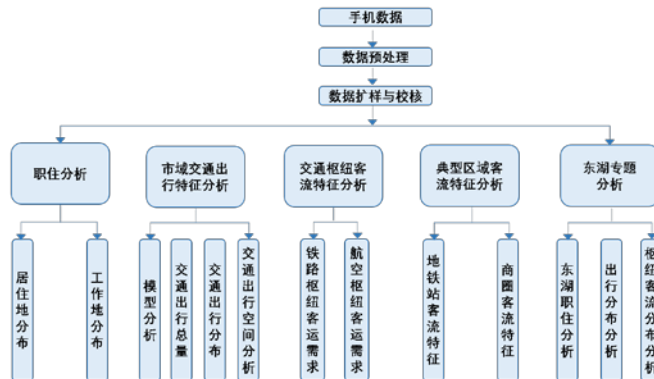 手机数据
数据预处理
数据扩样与校核
职住分析
市域交通出
行特征分析
交通枢纽客
流特征分析
典型区域客
流特征分析
东湖专题
分析
居住地分布
工作地分布
模型分析
交通出行总量
交通出行分布
交通出行空间分析
铁路枢纽客运需求
航空枢纽客运需求
地铁站客流特征
商圈客流特征
东湖职住分析
出行分布分析
枢纽客流分布分析